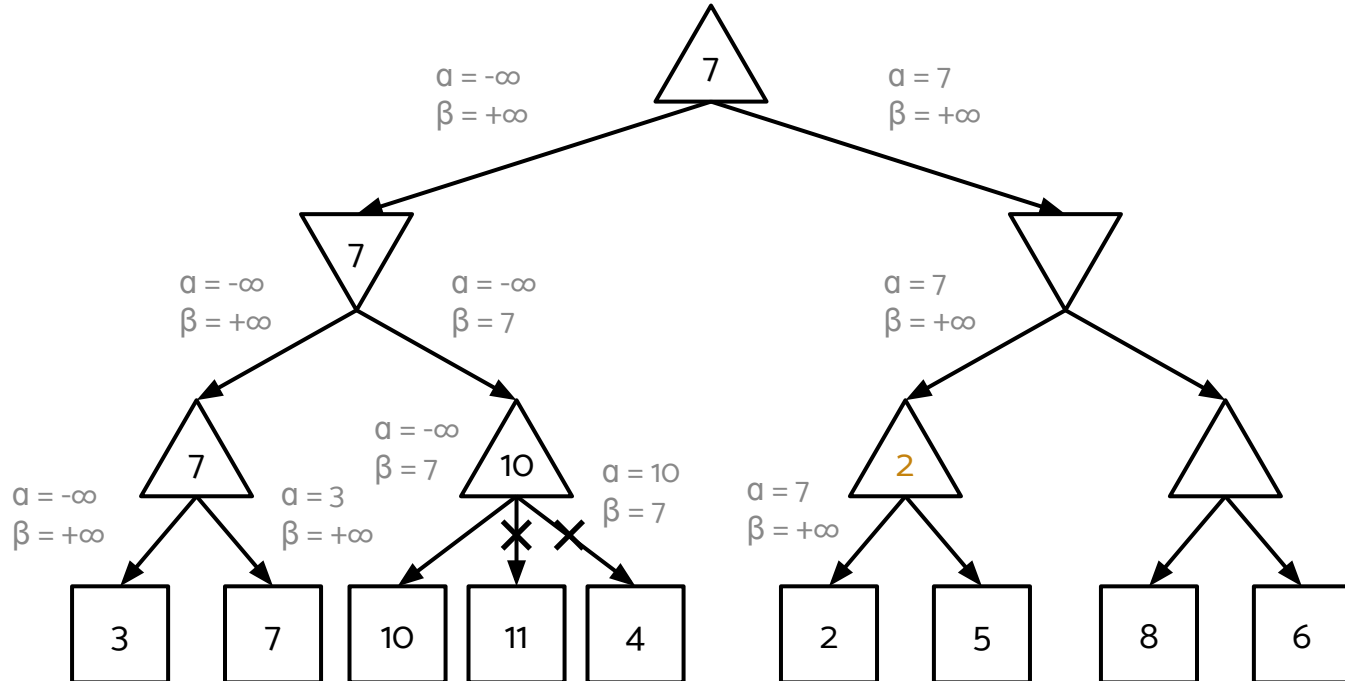 7
α = -∞
β = +∞
α = 7
β = +∞
7
α = -∞
β = +∞
α = -∞
β = 7
α = 7
β = +∞
7
10
2
α = -∞
β = +∞
α = 3
β = +∞
α = -∞
β = 7
α = 10
β = 7
α = 7
β = +∞
3
7
10
11
4
2
5
8
6